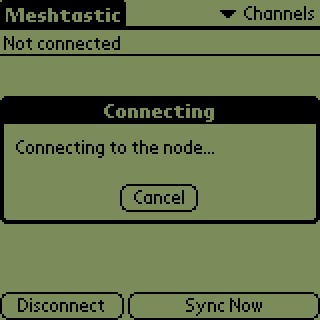 Meshtastic
Channels
Not connected
Connecting
Connecting to the node...
Cancel
Disconnect
Sync Now